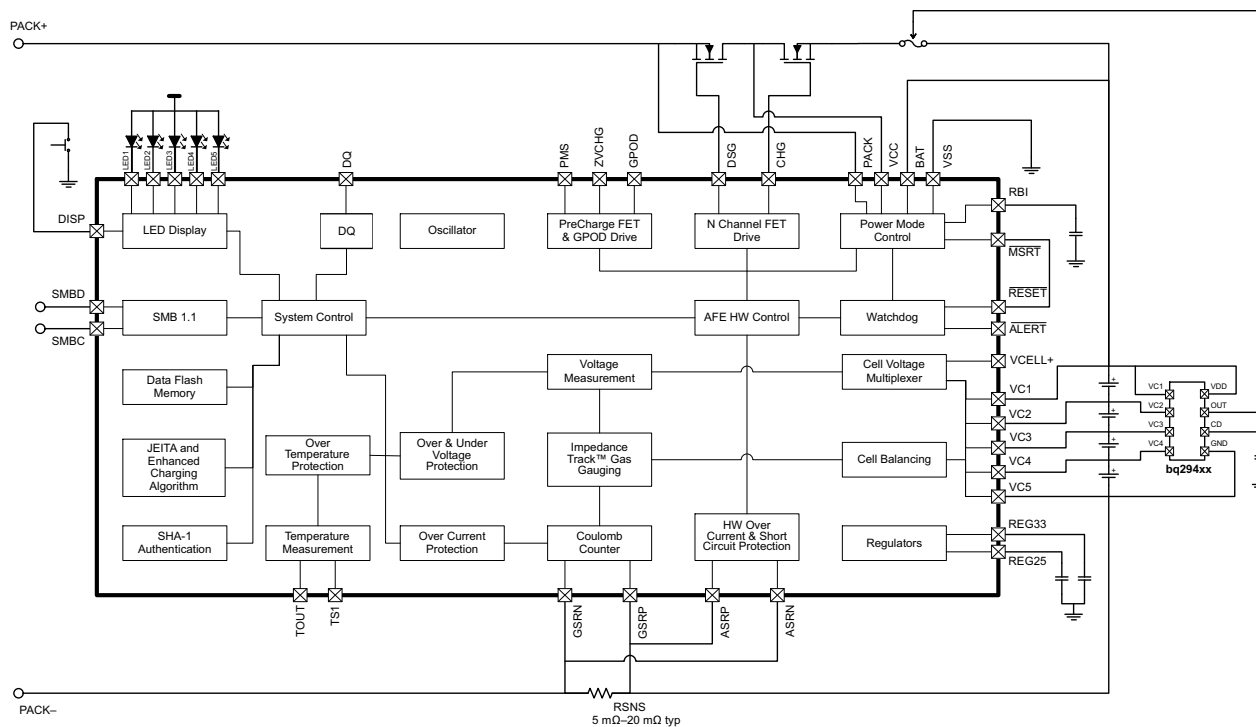 PACK+
LED1
LED2
LED3
LED4
LED5
DQ
PMS
ZVCHG
GPOD
DSG
CHG
PACK
VCC
BAT
VSS
DISP
LED Display
DQ
Oscillator
PreCharge FET
& GPOD Drive
N Channel FET
Drive
Power Mode
Control
RBI
MSRT
SMBD
SMBC
SMB 1.1
System Control
AFE HW Control
Watchdog
RESET
ALERT
Data Flash
Memory
Voltage
Measurement
Cell Voltage
Multiplexer
VCELL+
VC1
VC2
VC3
VC4
VC5
JEITA and
Enhanced
Charging
Algorithm
Over
Temperature
Protection
Over & Under
Voltage
Protection
Impedance
Track™ Gas
Gauging
Cell Balancing
+
+
+
+
VC1
VC2
VC3
VC4
VDD
OUT
CD
GND
bq294xx
SHA-1
Authentication
Temperature
Measurement
Over Current
Protection
Coulomb
Counter
HW Over
Current & Short
Circuit Protection
Regulators
REG33
REG25
TOUT
TS1
GSRN
GSRP
ASRP
ASRN
PACK–
RSNS
5 mΩ–20 mΩ typ